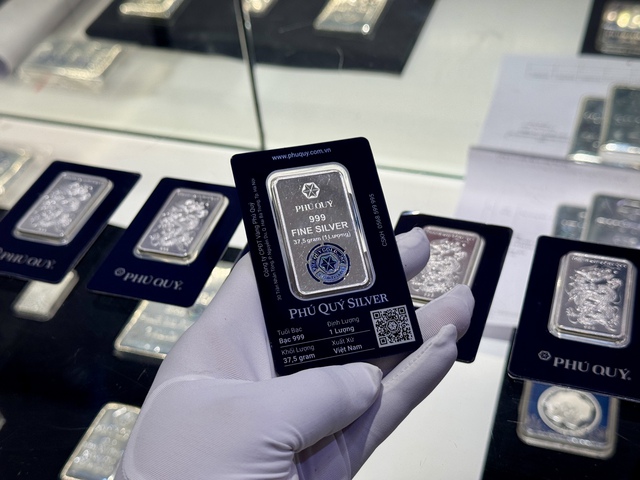 www.phuquy.com.vn
PHÚ QUÝ
999
FINE SILVER
37,5 gram (1 Lượng)
PHÚ QUÝ SILVER
Tuổi Bạc
Bạc 999
Định Lượng
1 Lượng
Khối Lượng
37,5 gram
Xuất Xứ
Việt Nam
PHÚ QUÝ
PHÚ QUÝ
PHÚ QUÝ